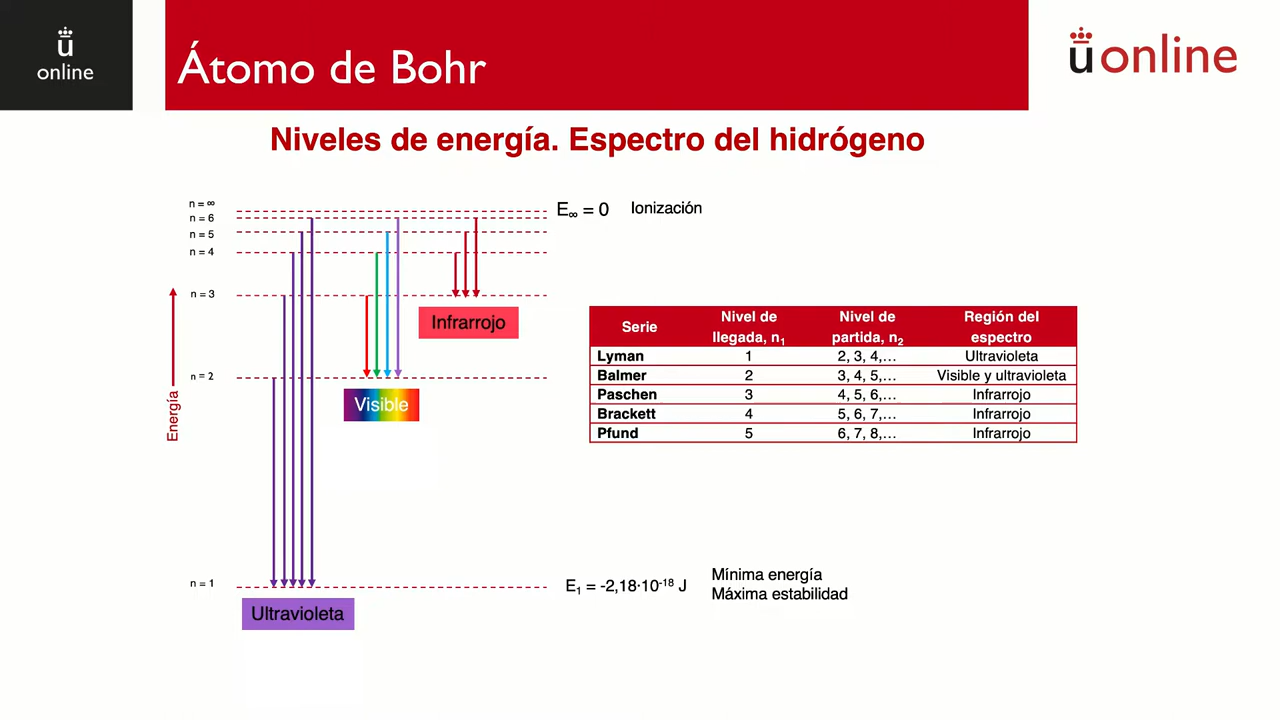 ü
online
Átomo de Bohr
üonline
Niveles de energía. Espectro del hidrógeno
n = ∞
n = 6
n = 5
n = 4
n = 3
n = 2
n = 1
Energía
E∞ = 0 Ionización
Infrarrojo
Visible
Ultravioleta
E₁ = -2,18·10⁻¹⁸ J
Mínima energía
Máxima estabilidad
Serie Nivel de llegada, n₁ Nivel de partida, n₂ Región del espectro
Lyman 1 2, 3, 4,… Ultravioleta
Balmer 2 3, 4, 5,… Visible y ultravioleta
Paschen 3 4, 5, 6,… Infrarrojo
Brackett 4 5, 6, 7,… Infrarrojo
Pfund 5 6, 7, 8,… Infrarrojo